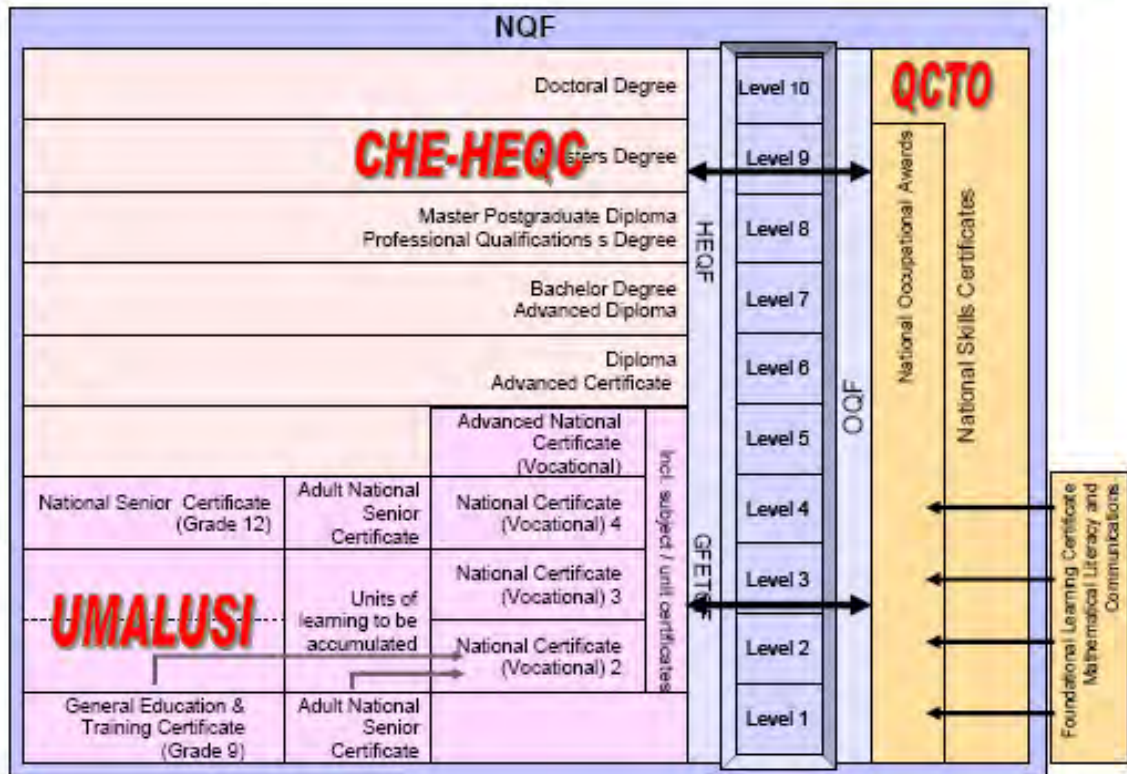 NQF
Doctoral Degree
Level 10
QCTO
CHE-HEQC
Masters Degree
Level 9
Master Postgraduate Diploma
Professional Qualifications s Degree
Level 8
HEQF
Bachelor Degree
Advanced Diploma
Level 7
Diploma
Advanced Certificate
Level 6
OQF
National Occupational Awards
National Skills Certificates
Advanced National
Certificate
(Vocational)
Level 5
Incl. subject / unit certificates
National Senior Certificate
(Grade 12)
Adult National
Senior
Certificate
National Certificate
(Vocational) 4
Level 4
GFETQF
National Certificate
(Vocational) 3
Level 3
UMALUSI
Units of
learning to be
accumulated
National Certificate
(Vocational) 2
Level 2
General Education &
Training Certificate
(Grade 9)
Adult National
Senior
Certificate
Level 1
Foundational Learning Certificate
Mathematical Literacy and
Communications